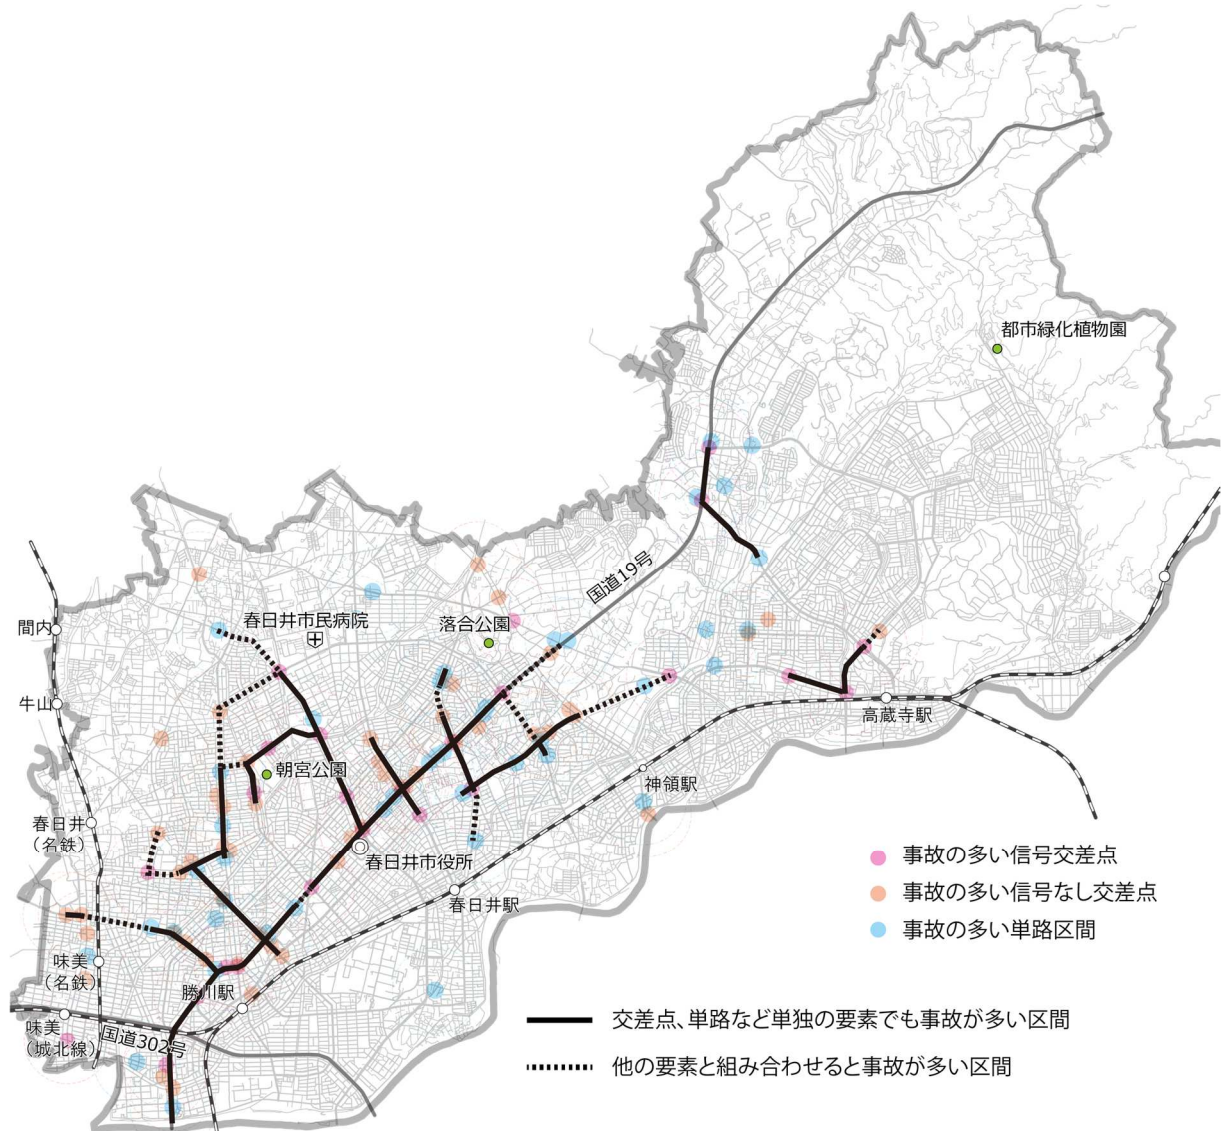 都市緑化植物園
国道19号
春日井市民病院
落合公園
間内
牛山
高蔵寺駅
朝宮公園
神領駅
春日井
（名鉄）
春日井市役所
春日井駅
味美
（名鉄）
勝川駅
味美
（城北線）
国道302号
事故の多い信号交差点
事故の多い信号なし交差点
事故の多い単路区間
交差点、単路など単独の要素でも事故が多い区間
他の要素と組み合わせると事故が多い区間